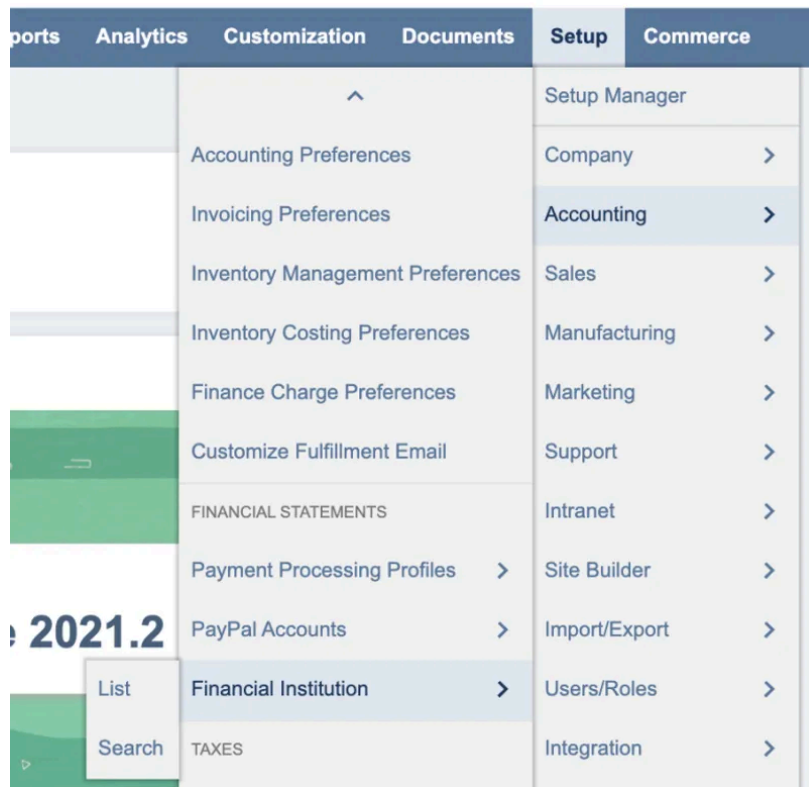 ports Analytics Customization Documents Setup Commerce
Setup Manager
Accounting Preferences
Company
Invoicing Preferences
Accounting
Inventory Management Preferences
Sales
Inventory Costing Preferences
Manufacturing
Finance Charge Preferences
Marketing
Customize Fulfillment Email
Support
FINANCIAL STATEMENTS
Intranet
Payment Processing Profiles
Site Builder
e 2021.2
PayPal Accounts
Import/Export
List
Financial Institution
Users/Roles
Search
TAXES
Integration